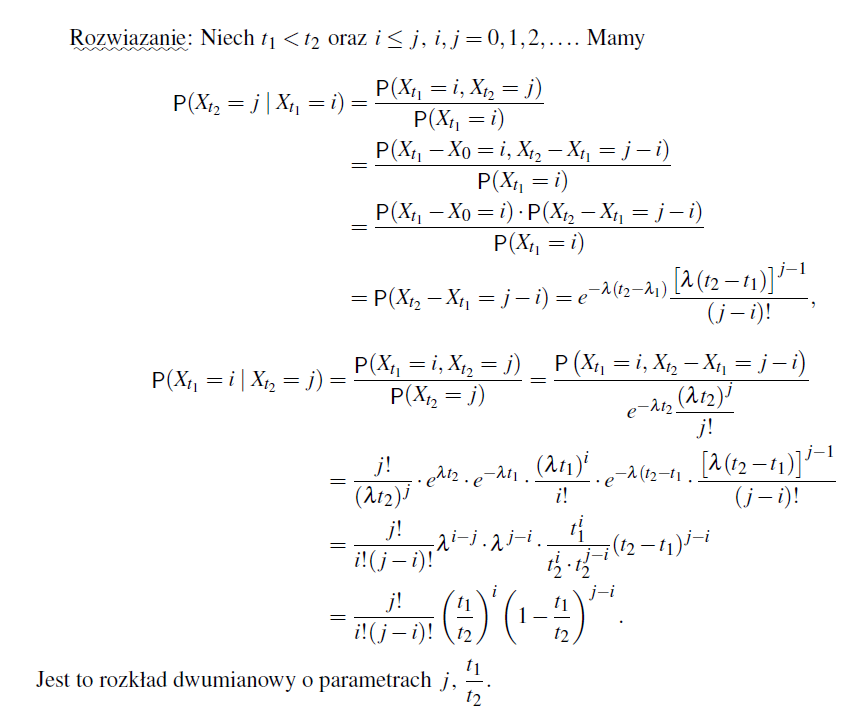 Rozwiazanie: Niech t₁ < t₂ oraz i ≤ j, i, j = 0, 1, 2, .... Mamy
P(X_{t₁} = i, X_{t₂} = j)
P(X_{t₂} = j | X_{t₁} = i) = ———
P(X_{t₁} = i)
P(X_{t₁} − X₀ = i, X_{t₂} − X_{t₁} = j − i)
= ———
P(X_{t₁} = i)
P(X_{t₁} − X₀ = i) · P(X_{t₂} − X_{t₁} = j − i)
= ———
P(X_{t₁} = i)
= P(X_{t₂} − X_{t₁} = j − i) = e^{−λ(t₂−λ₁)} [λ(t₂ − t₁)]^{j−1} / (j − i)!,
P(X_{t₁} = i | X_{t₂} = j) = P(X_{t₁} = i, X_{t₂} = j) / P(X_{t₂} = j) = P(X_{t₁} = i, X_{t₂} − X_{t₁} = j − i) / e^{−λt₂} (λt₂)^j / j!
= j! / (λt₂)^j · e^{λt₂} · e^{−λt₁} · (λt₁)^i / i! · e^{−λ(t₂−t₁} · [λ(t₂ − t₁)]^{j−1} / (j − i)!
= j! / i!(j − i)! λ^{i−j} · λ^{j−i} · t₁^i / t₂^i · t₂^{j−i} (t₂ − t₁)^{j−i}
= j! / i!(j − i)! (t₁ / t₂)^i (1 − t₁ / t₂)^{j−i}.
Jest to rozkład dwumianowy o parametrach j, t₁ / t₂.